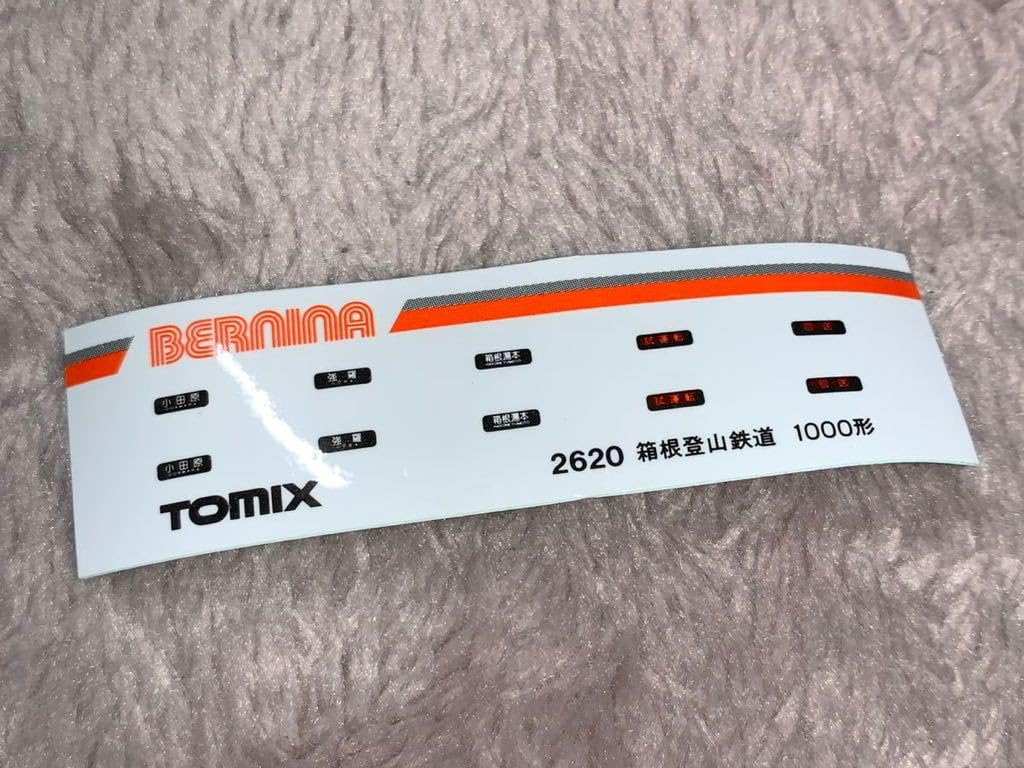 BERNINA
小田原 強羅 箱根湯本 試運転 回送
小田原 強羅 箱根湯本 試運転 回送
TOMIX 2620 箱根登山鉄道 1000形